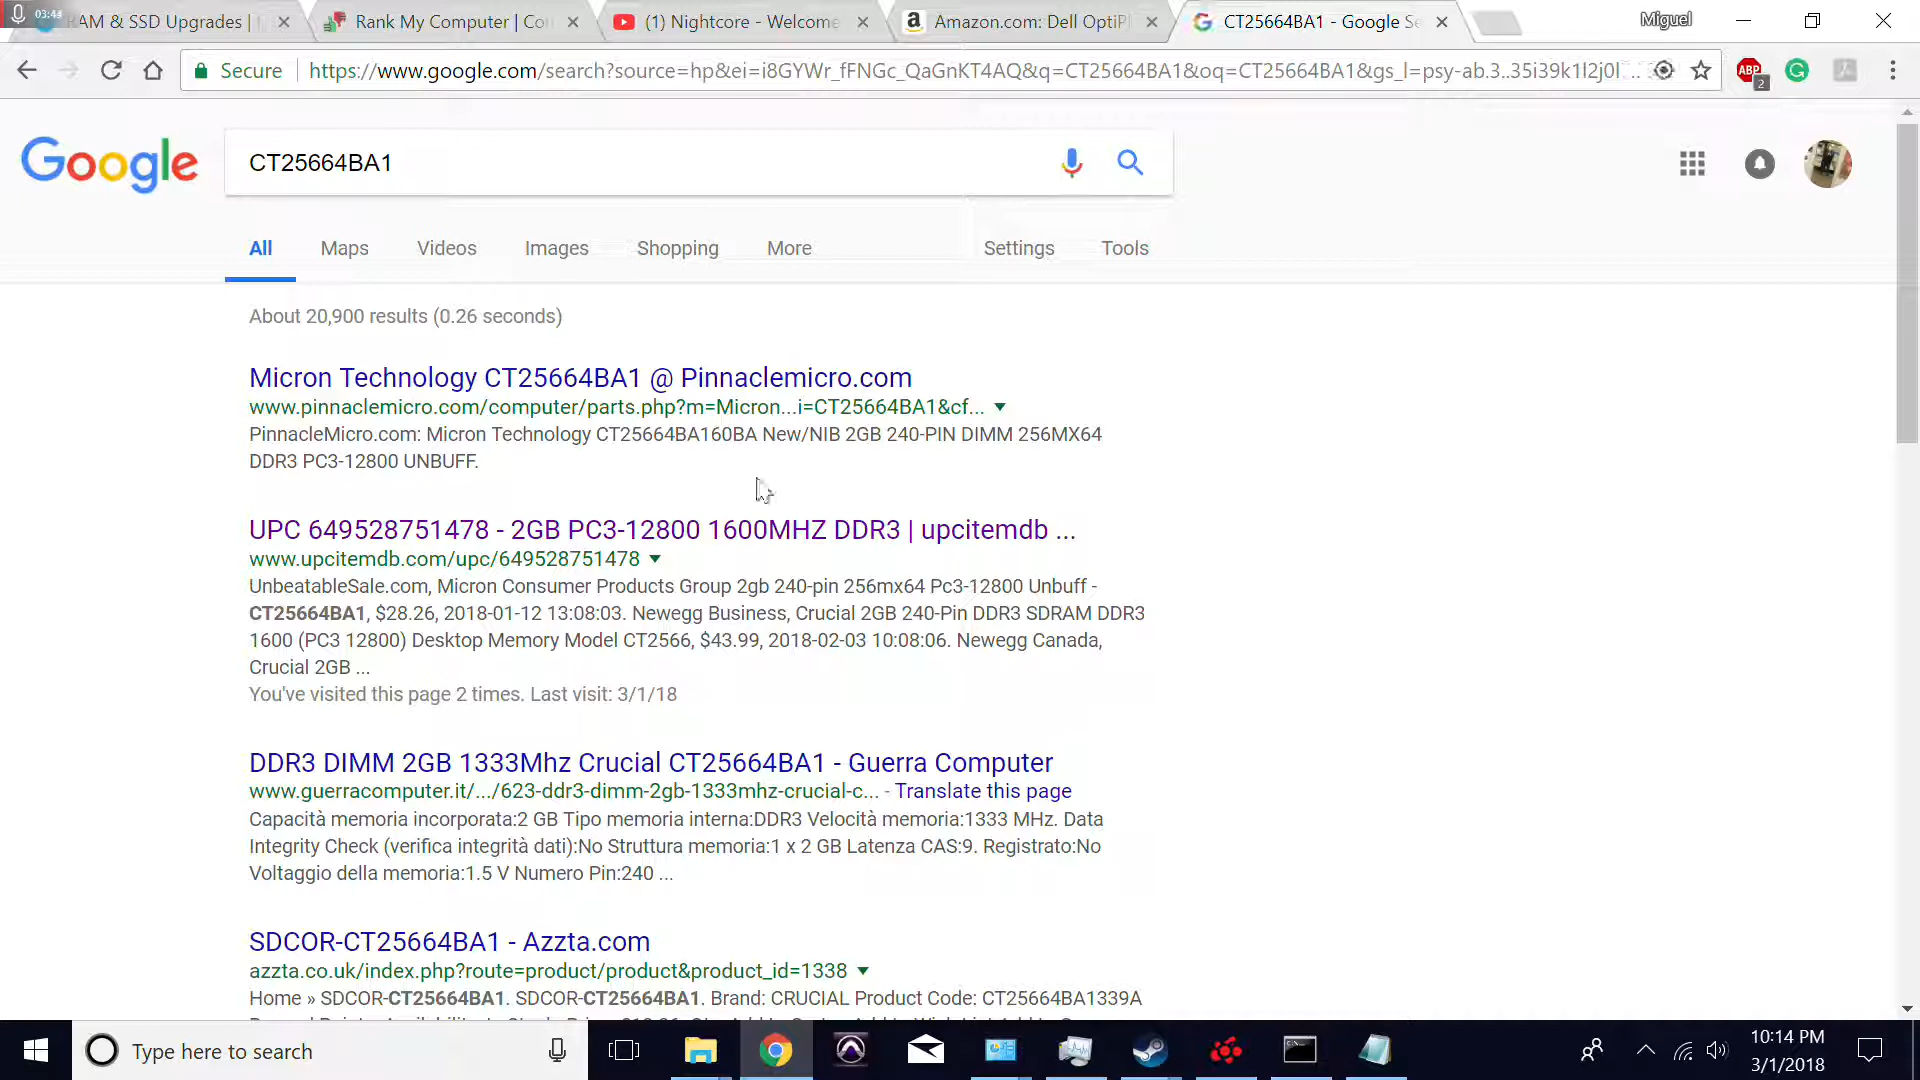 03:44
AM & SSD Upgrades |
Rank My Computer | Co
(1) Nightcore - Welcome
Amazon.com: Dell OptiP
CT25664BA1 - Google Se
Miguel
Secure
https://www.google.com/search?source=hp&ei=i8GYWr_fFNGc_QaGnKT4AQ&q=CT25664BA1&oq=CT25664BA1&gs_l=psy-ab.3..35i39k1l2j0l...
ABP
2
Google
CT25664BA1
All
Maps
Videos
Images
Shopping
More
Settings
Tools
About 20,900 results (0.26 seconds)
Micron Technology CT25664BA1 @ Pinnaclemicro.com
www.pinnaclemicro.com/computer/parts.php?m=Micron...i=CT25664BA1&cf...
PinnacleMicro.com: Micron Technology CT25664BA160BA New/NIB 2GB 240-PIN DIMM 256MX64
DDR3 PC3-12800 UNBUFF.
UPC 649528751478 - 2GB PC3-12800 1600MHZ DDR3 | upcitemdb ...
www.upcitemdb.com/upc/649528751478
UnbeatableSale.com, Micron Consumer Products Group 2gb 240-pin 256mx64 Pc3-12800 Unbuff -
CT25664BA1, $28.26, 2018-01-12 13:08:03. Newegg Business, Crucial 2GB 240-Pin DDR3 SDRAM DDR3
1600 (PC3 12800) Desktop Memory Model CT2566, $43.99, 2018-02-03 10:08:06. Newegg Canada,
Crucial 2GB ...
You've visited this page 2 times. Last visit: 3/1/18
DDR3 DIMM 2GB 1333Mhz Crucial CT25664BA1 - Guerra Computer
www.guerracomputer.it/.../623-ddr3-dimm-2gb-1333mhz-crucial-c... - Translate this page
Capacità memoria incorporata:2 GB Tipo memoria interna:DDR3 Velocità memoria:1333 MHz. Data
Integrity Check (verifica integrità dati):No Struttura memoria:1 x 2 GB Latenza CAS:9. Registrato:No
Voltaggio della memoria:1.5 V Numero Pin:240 ...
SDCOR-CT25664BA1 - Azzta.com
azzta.co.uk/index.php?route=product/product&product_id=1338
Home » SDCOR-CT25664BA1. SDCOR-CT25664BA1. Brand: CRUCIAL Product Code: CT25664BA1339A
Type here to search
10:14 PM
3/1/2018